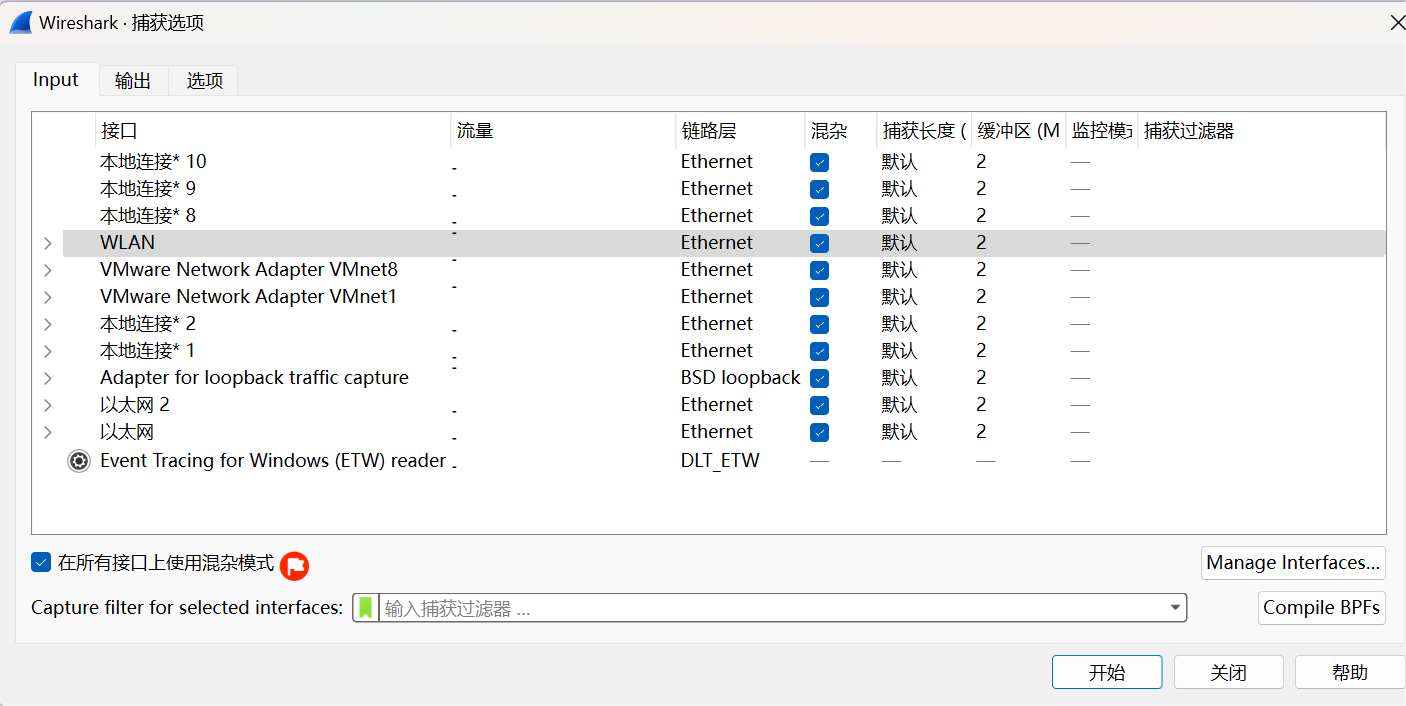 Wireshark · 捕获选项
Input 输出 选项
接口 流量 链路层 混杂 捕获长度 ( 缓冲区 (M 监控模式 捕获过滤器
本地连接* 10 - Ethernet 默认 2 —
本地连接* 9 - Ethernet 默认 2 —
本地连接* 8 - Ethernet 默认 2 —
WLAN - Ethernet 默认 2 —
VMware Network Adapter VMnet8 - Ethernet 默认 2 —
VMware Network Adapter VMnet1 - Ethernet 默认 2 —
本地连接* 2 - Ethernet 默认 2 —
本地连接* 1 - Ethernet 默认 2 —
Adapter for loopback traffic capture - BSD loopback 默认 2 —
以太网 2 - Ethernet 默认 2 —
以太网 - Ethernet 默认 2 —
Event Tracing for Windows (ETW) reader - DLT_ETW — — — —
在所有接口上使用混杂模式
Manage Interfaces...
Capture filter for selected interfaces: 输入捕获过滤器 ...
Compile BPFs
开始 关闭 帮助